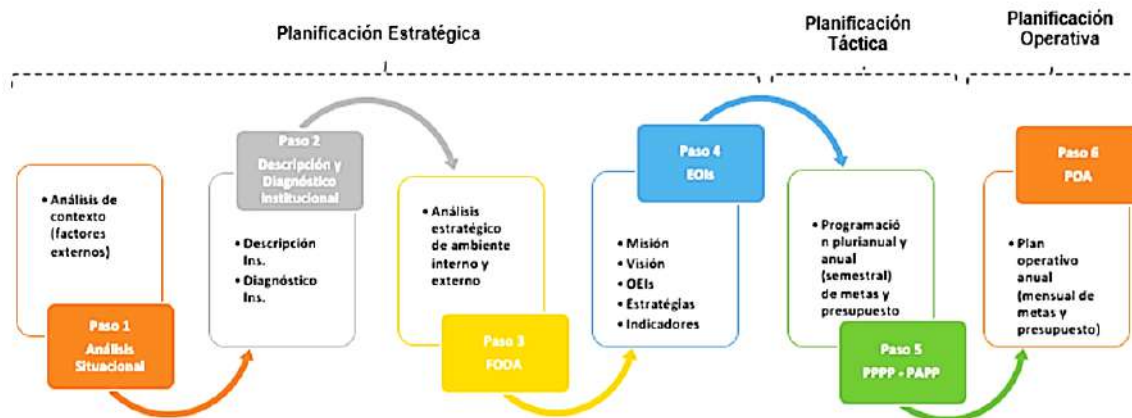 Planificación Estratégica
Planificación
Táctica
Planificación
Operativa
• Análisis de
contexto
(factores
externos)
Paso 1
Análisis
Situacional
Paso 2
Descripción y
Diagnóstico
Institucional
• Descripción
Ins.
• Diagnóstico
Ins.
• Análisis
estratégico
de ambiente
interno y
externo
Paso 3
FODA
Paso 4
EOIs
• Misión
• Visión
• OEIs
• Estratégias
• Indicadores
• Programació
n plurianual y
anual
(semestral)
de metas y
presupuesto
Paso 5
PPPP - PAPP
Paso 6
POA
• Plan
operativo
anual
(mensual de
metas y
presupuesto)